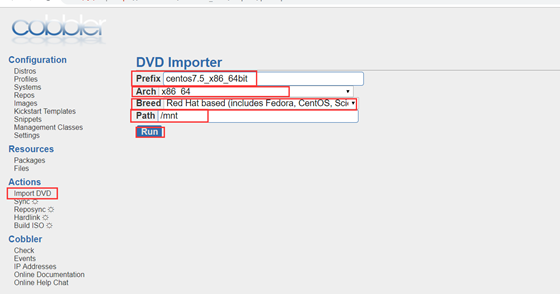 cobbler
Configuration
Distros
Profiles
Systems
Repos
Images
Kickstart Templates
Snippets
Management Classes
Settings
Resources
Packages
Files
Actions
Import DVD
Sync
Reposync
Hardlink
Build ISO
Cobbler
Check
Events
IP Addresses
Online Documentation
Online Help Chat
DVD Importer
Prefix centos7.5_x86_64bit
Arch x86_64
Breed Red Hat based (includes Fedora, CentOS, Scie
Path /mnt
Run